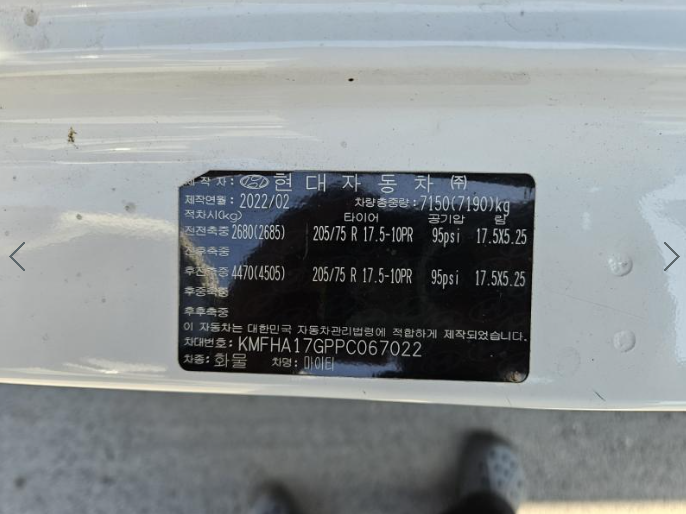 제 작 자 : 현 대 자 동 차 ㈜
제작연월 : 2022/02 차량총중량 : 7150(7190)kg
적차시(kg) 타이어 공기압 림
전전축중 2680(2685) 205/75 R 17.5-10PR 95psi 17.5X5.25
전후축중
후전축중 4470(4505) 205/75 R 17.5-10PR 95psi 17.5X5.25
후중축중
후후축중
이 자동차는 대한민국 자동차관리법령에 적합하게 제작되었음.
차대번호: KMFHA17GPPC067022
차종: 화물 차명: 마이티